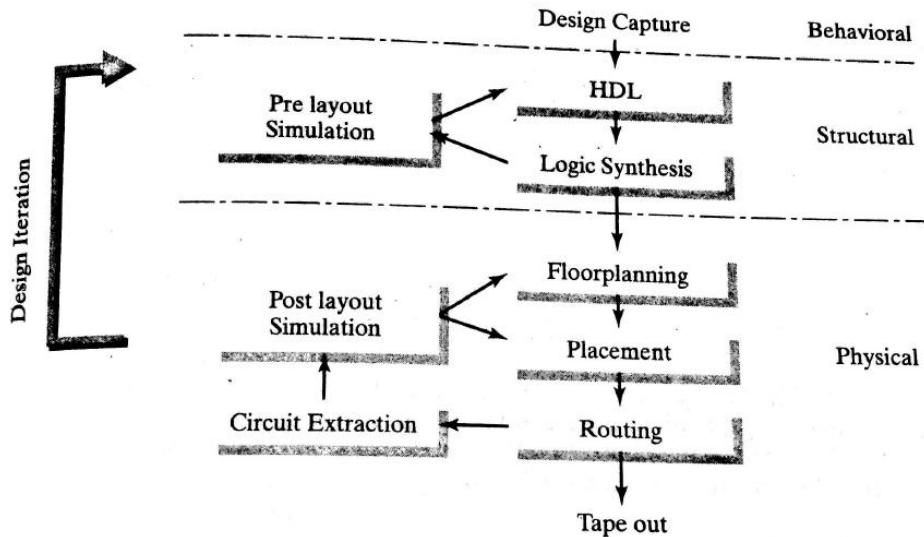 Design Capture
Behavioral
HDL
Pre layout
Simulation
Structural
Logic Synthesis
Design Iteration
Floorplanning
Post layout
Simulation
Placement
Physical
Circuit Extraction
Routing
Tape out